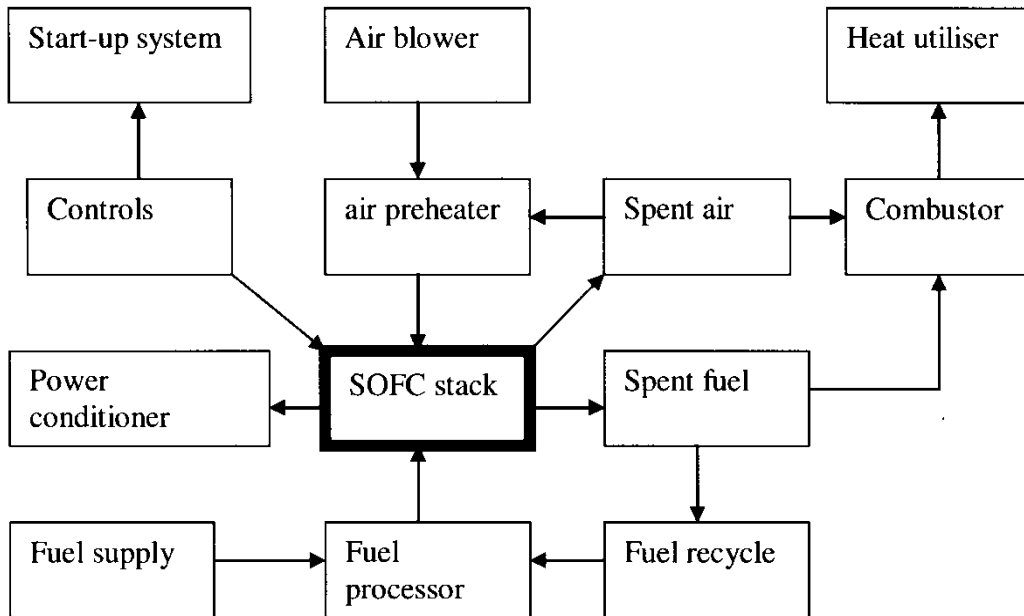 Start-up system
Air blower
Heat utiliser
Controls
air preheater
Spent air
Combustor
Power
conditioner
SOFC stack
Spent fuel
Fuel supply
Fuel
processor
Fuel recycle